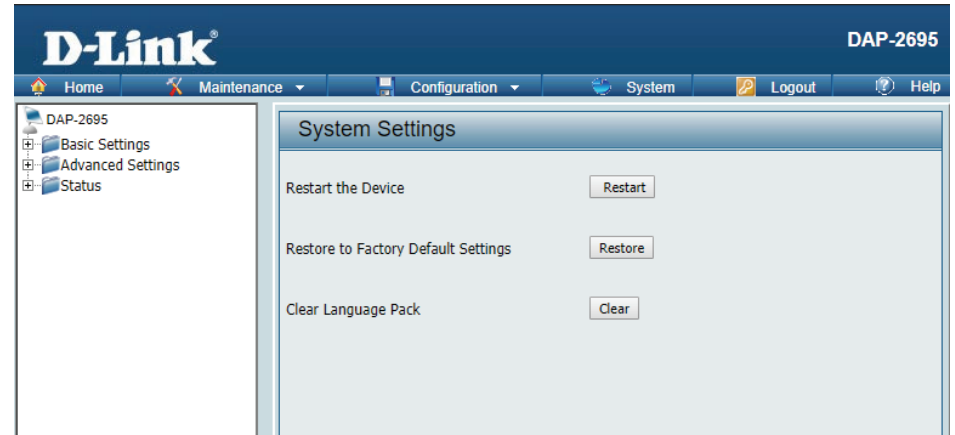 D-Link®
DAP-2695
Home Maintenance Configuration System Logout Help
DAP-2695
Basic Settings
Advanced Settings
Status
System Settings
Restart the Device Restart
Restore to Factory Default Settings Restore
Clear Language Pack Clear